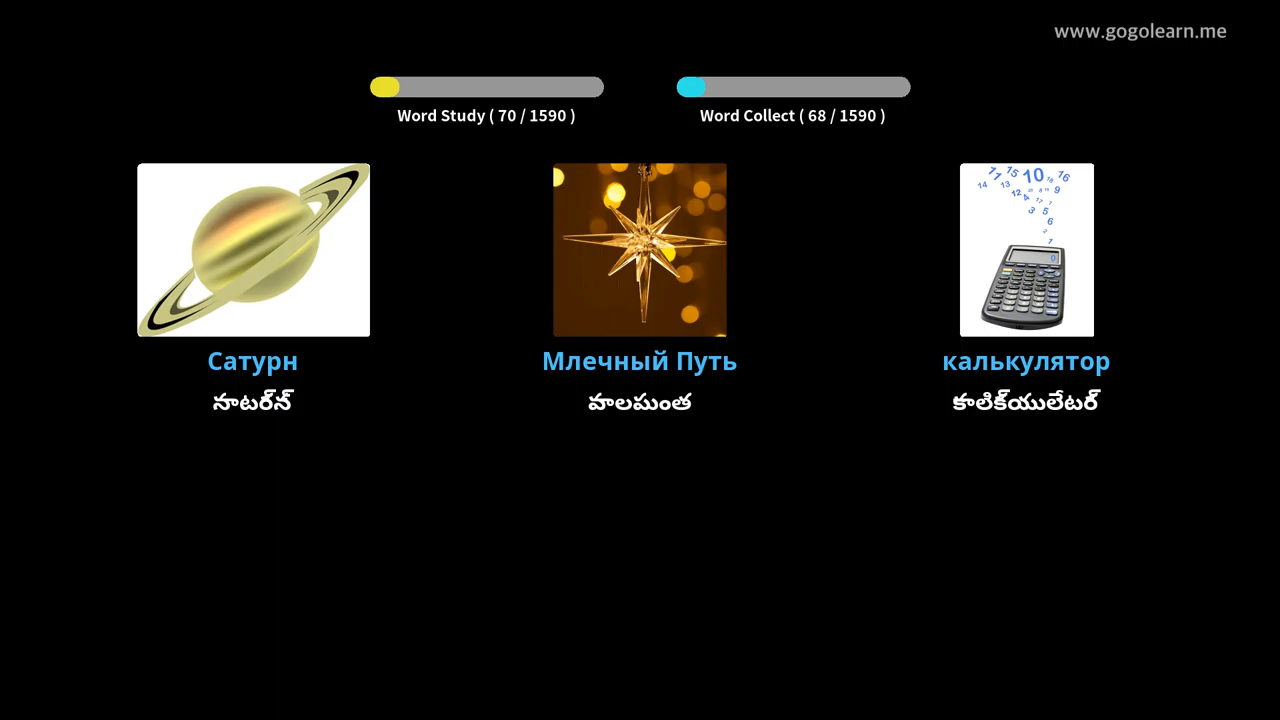 www.gogolearn.me
Word Study ( 70 / 1590 )
Word Collect ( 68 / 1590 )
Сатурн
Млечный Путь
калькулятор
సాటర్‌న్
పాలపుంత
కాలిక్‌యులేటర్